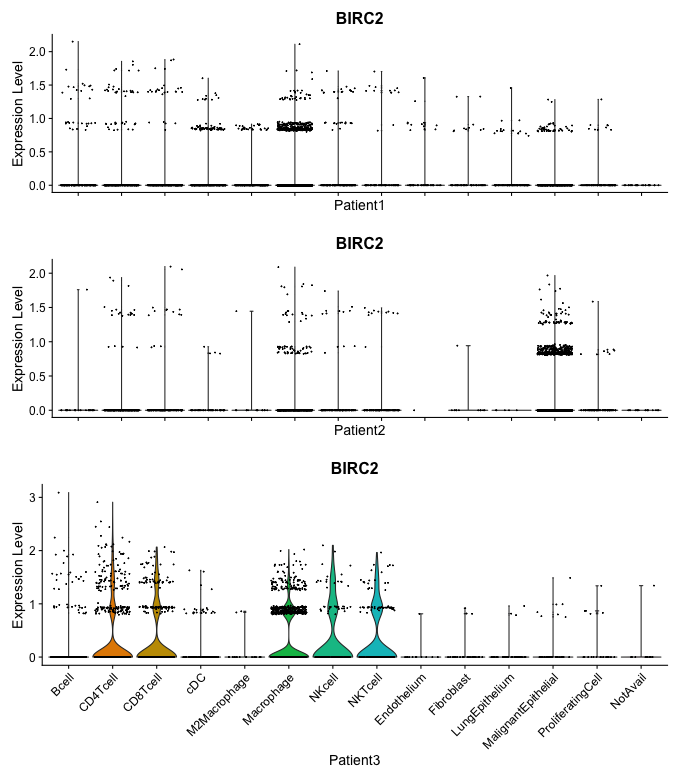 BIRC2
Expression Level
2.0
1.5
1.0
0.5
0.0
Patient1
BIRC2
Expression Level
2.0
1.5
1.0
0.5
0.0
Patient2
BIRC2
Expression Level
3
2
1
0
Bcell
CD4Tcell
CD8Tcell
cDC
M2Macrophage
Macrophage
NKcell
NKTcell
Endothelium
Fibroblast
LungEpithelium
MalignantEpithelial
ProliferatingCell
NotAvail
Patient3